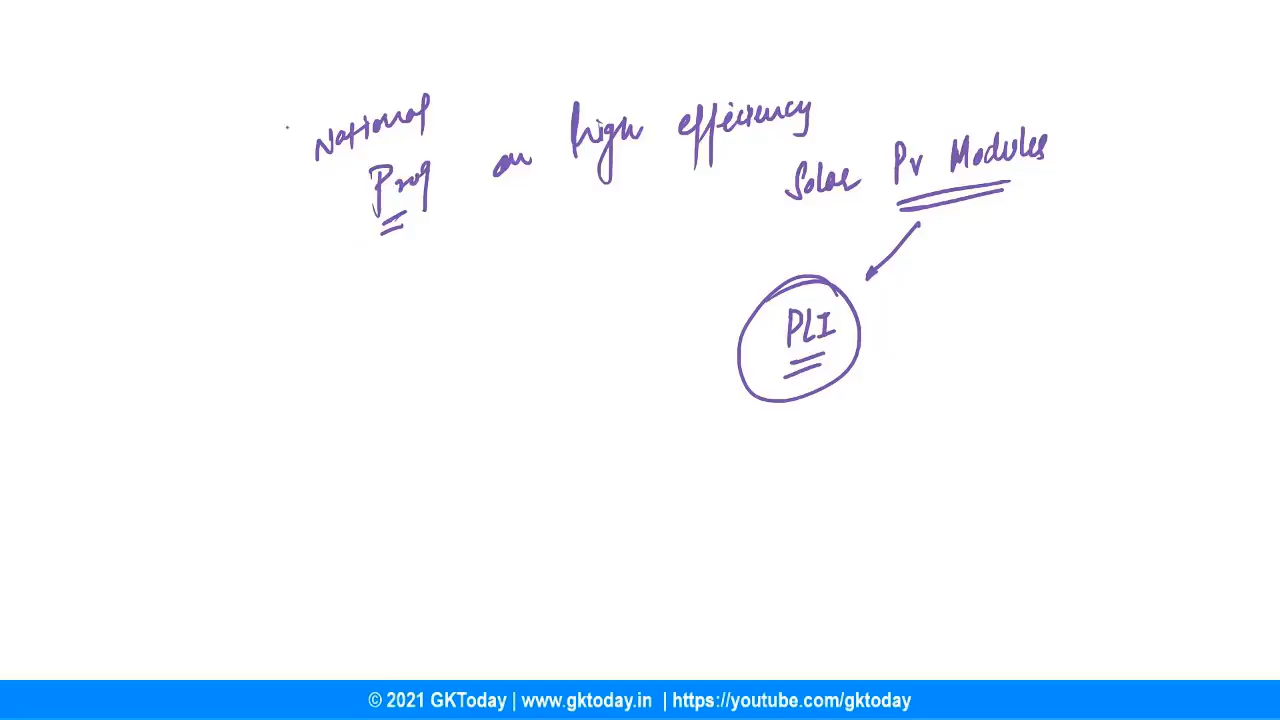 National Prog on high efficiency Solar PV Modules
PLI
© 2021 GKToday | www.gktoday.in | https://youtube.com/gktoday